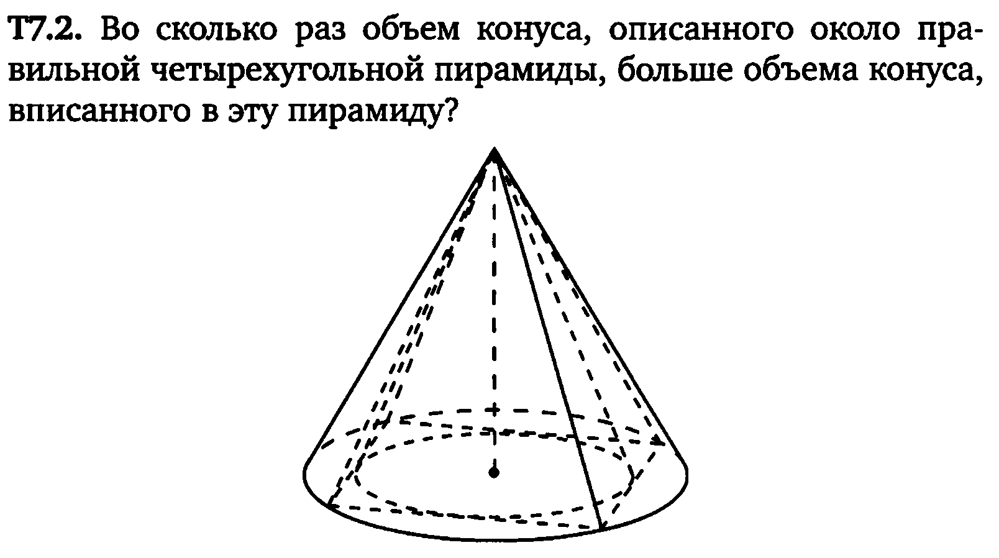 Т7.2. Во сколько раз объем конуса, описанного около пра-
вильной четырехугольной пирамиды, больше объема конуса,
вписанного в эту пирамиду?